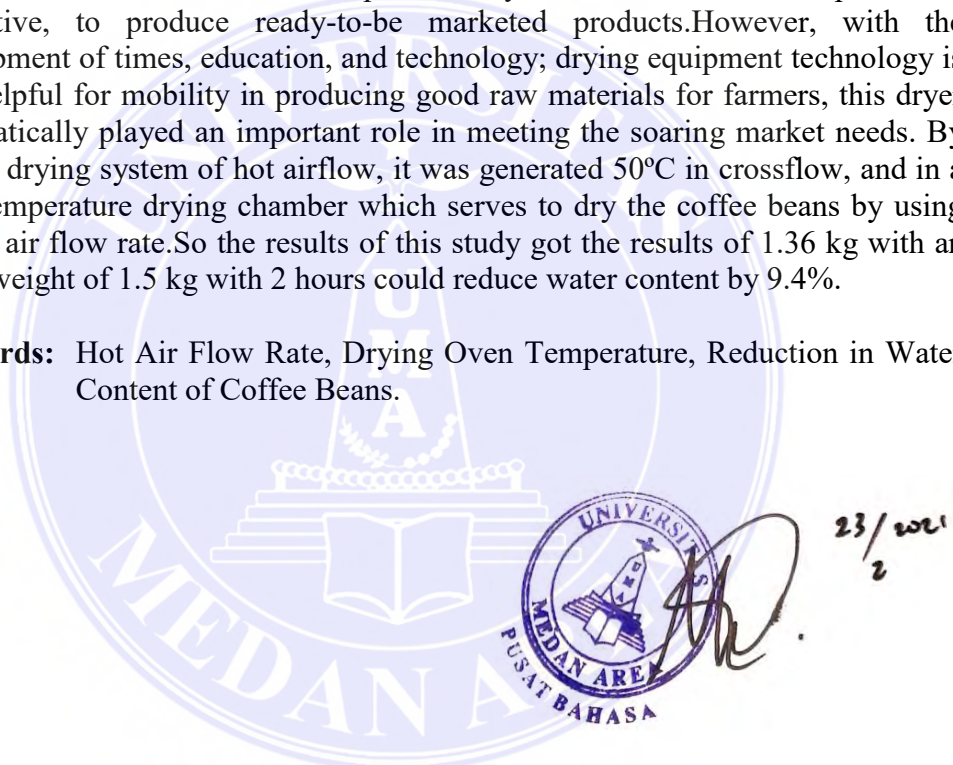 tive, to produce ready-to-be marketed products.However, with the
pment of times, education, and technology; drying equipment technology is
elpful for mobility in producing good raw materials for farmers, this dryer
atically played an important role in meeting the soaring market needs. By
drying system of hot airflow, it was generated 50ºC in crossflow, and in a
emperature drying chamber which serves to dry the coffee beans by using
air flow rate.So the results of this study got the results of 1.36 kg with an
weight of 1.5 kg with 2 hours could reduce water content by 9.4%.
rds: Hot Air Flow Rate, Drying Oven Temperature, Reduction in Water
Content of Coffee Beans.
UNIVERSITAS
UMA
MEDAN AREA
UNIVERSITAS
UMA
MEDAN AREA
PUSAT BAHASA
23/2021
2